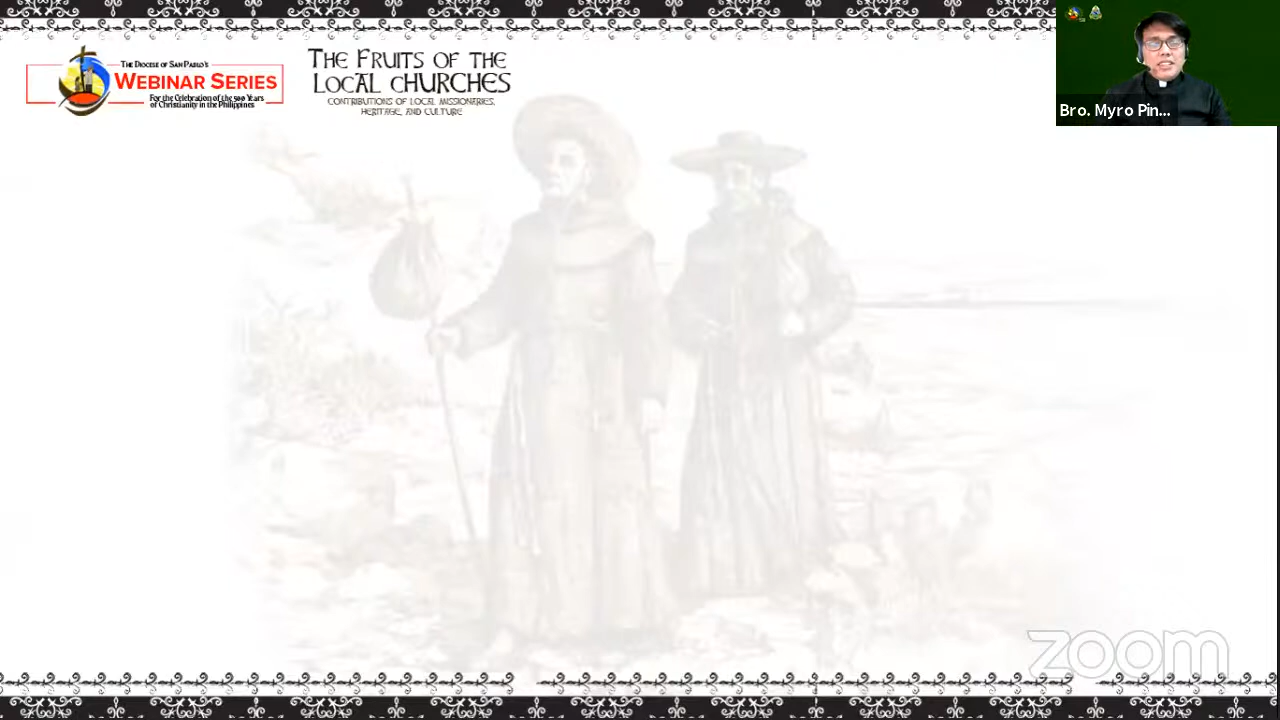 The Diocese of San Pablo's
Webinar Series
For the Celebration of the 500 Years
of Christianity in the Philippines
The Fruits of the
Local Churches
Contributions of Local Missionaries,
Heritage, and Culture
Bro. Myro Pin...
zoom